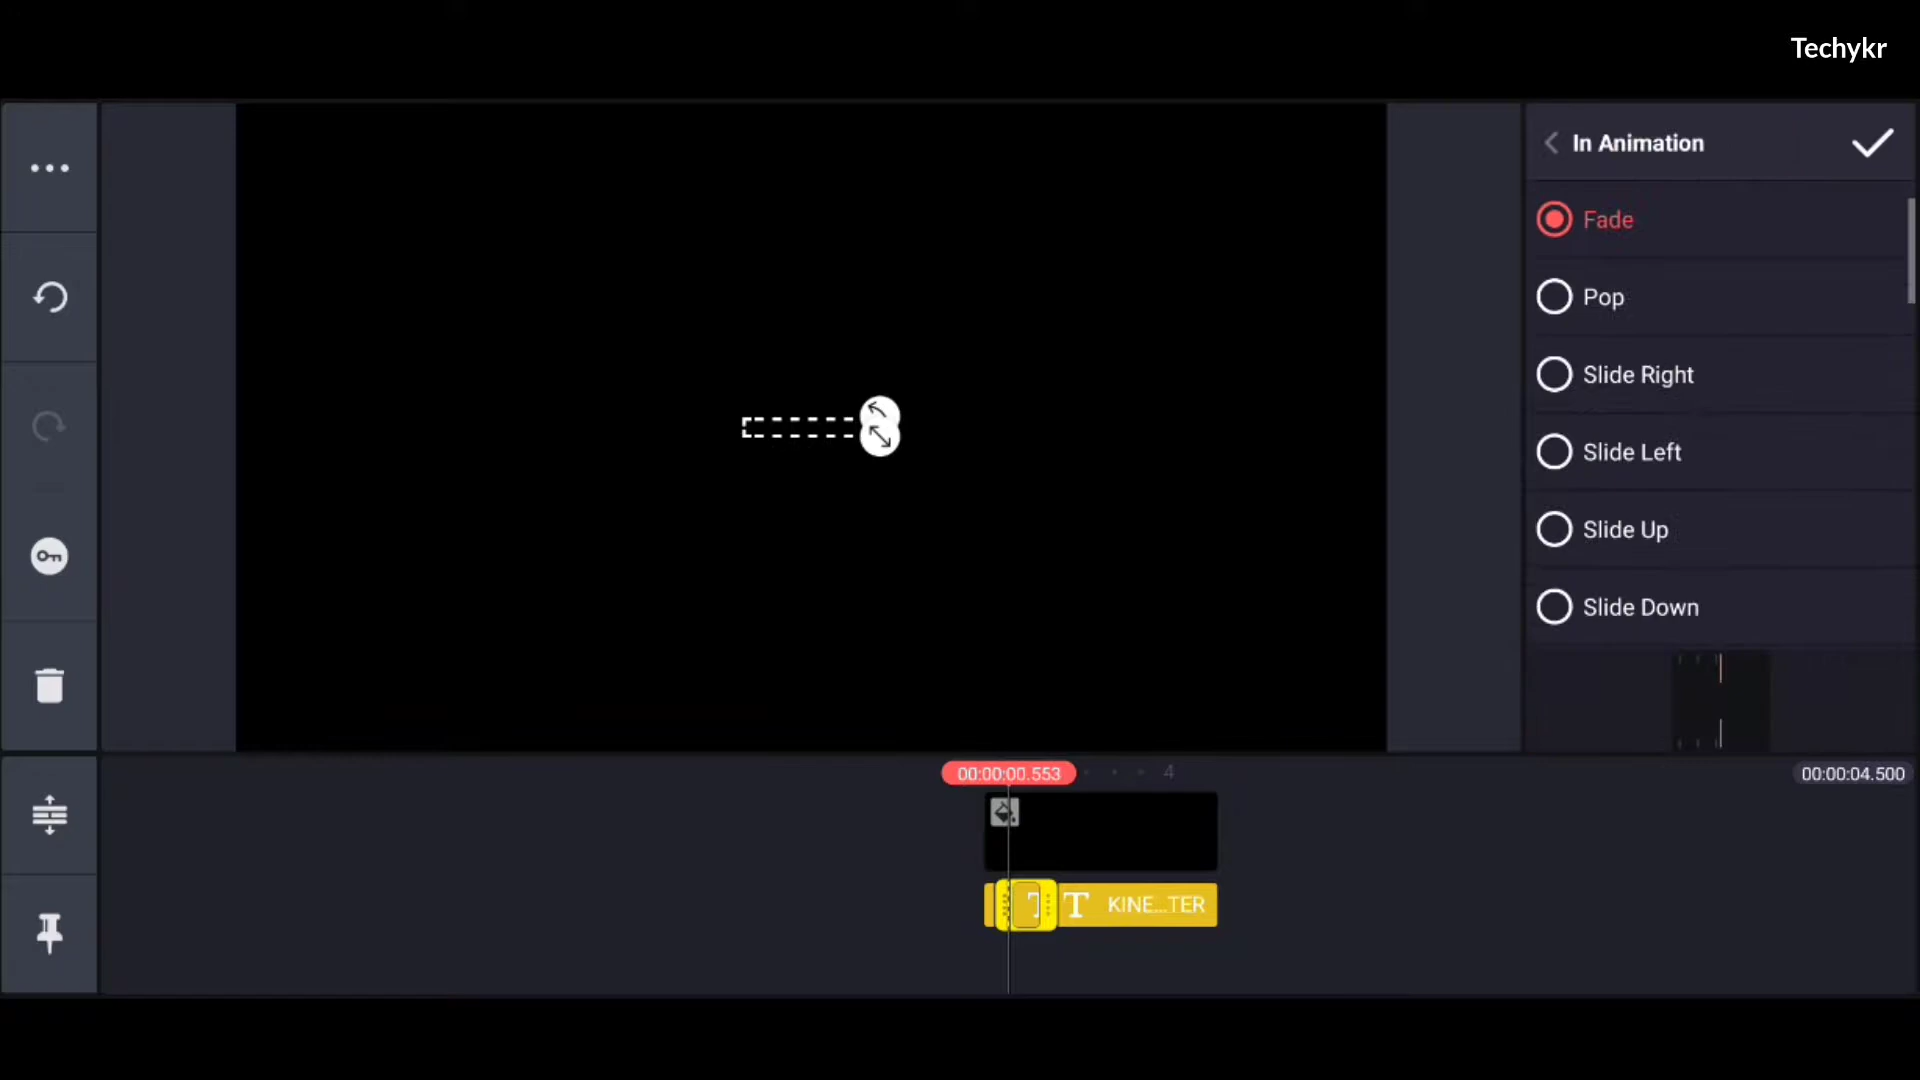 Techykr
In Animation
Fade
Pop
Slide Right
Slide Left
Slide Up
Slide Down
00:00:00.553
4
00:00:04.500
T
T KINE...TER